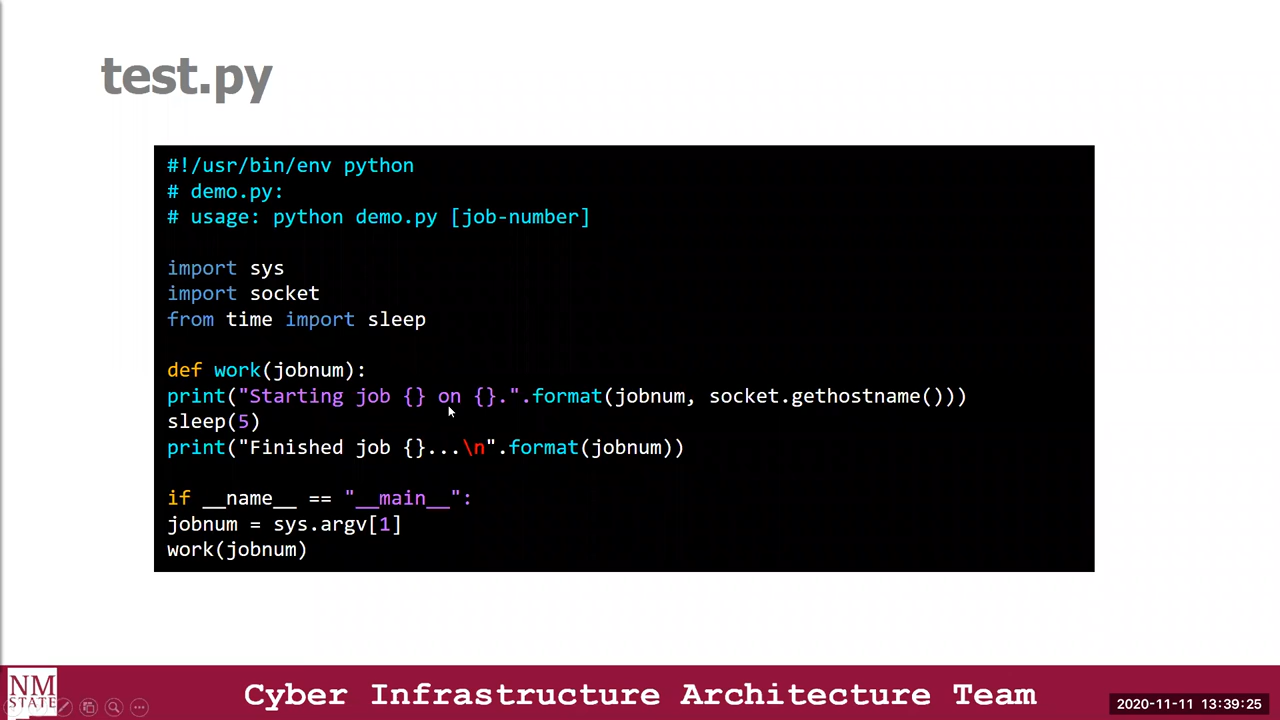 test.py
#!/usr/bin/env python
# demo.py:
# usage: python demo.py [job-number]
import sys
import socket
from time import sleep
def work(jobnum):
print("Starting job {} on {}.".format(jobnum, socket.gethostname()))
sleep(5)
print("Finished job {}...\n".format(jobnum))
if __name__ == "__main__":
jobnum = sys.argv[1]
work(jobnum)
NM
STATE
Cyber Infrastructure Architecture Team
2020-11-11 13:39:25